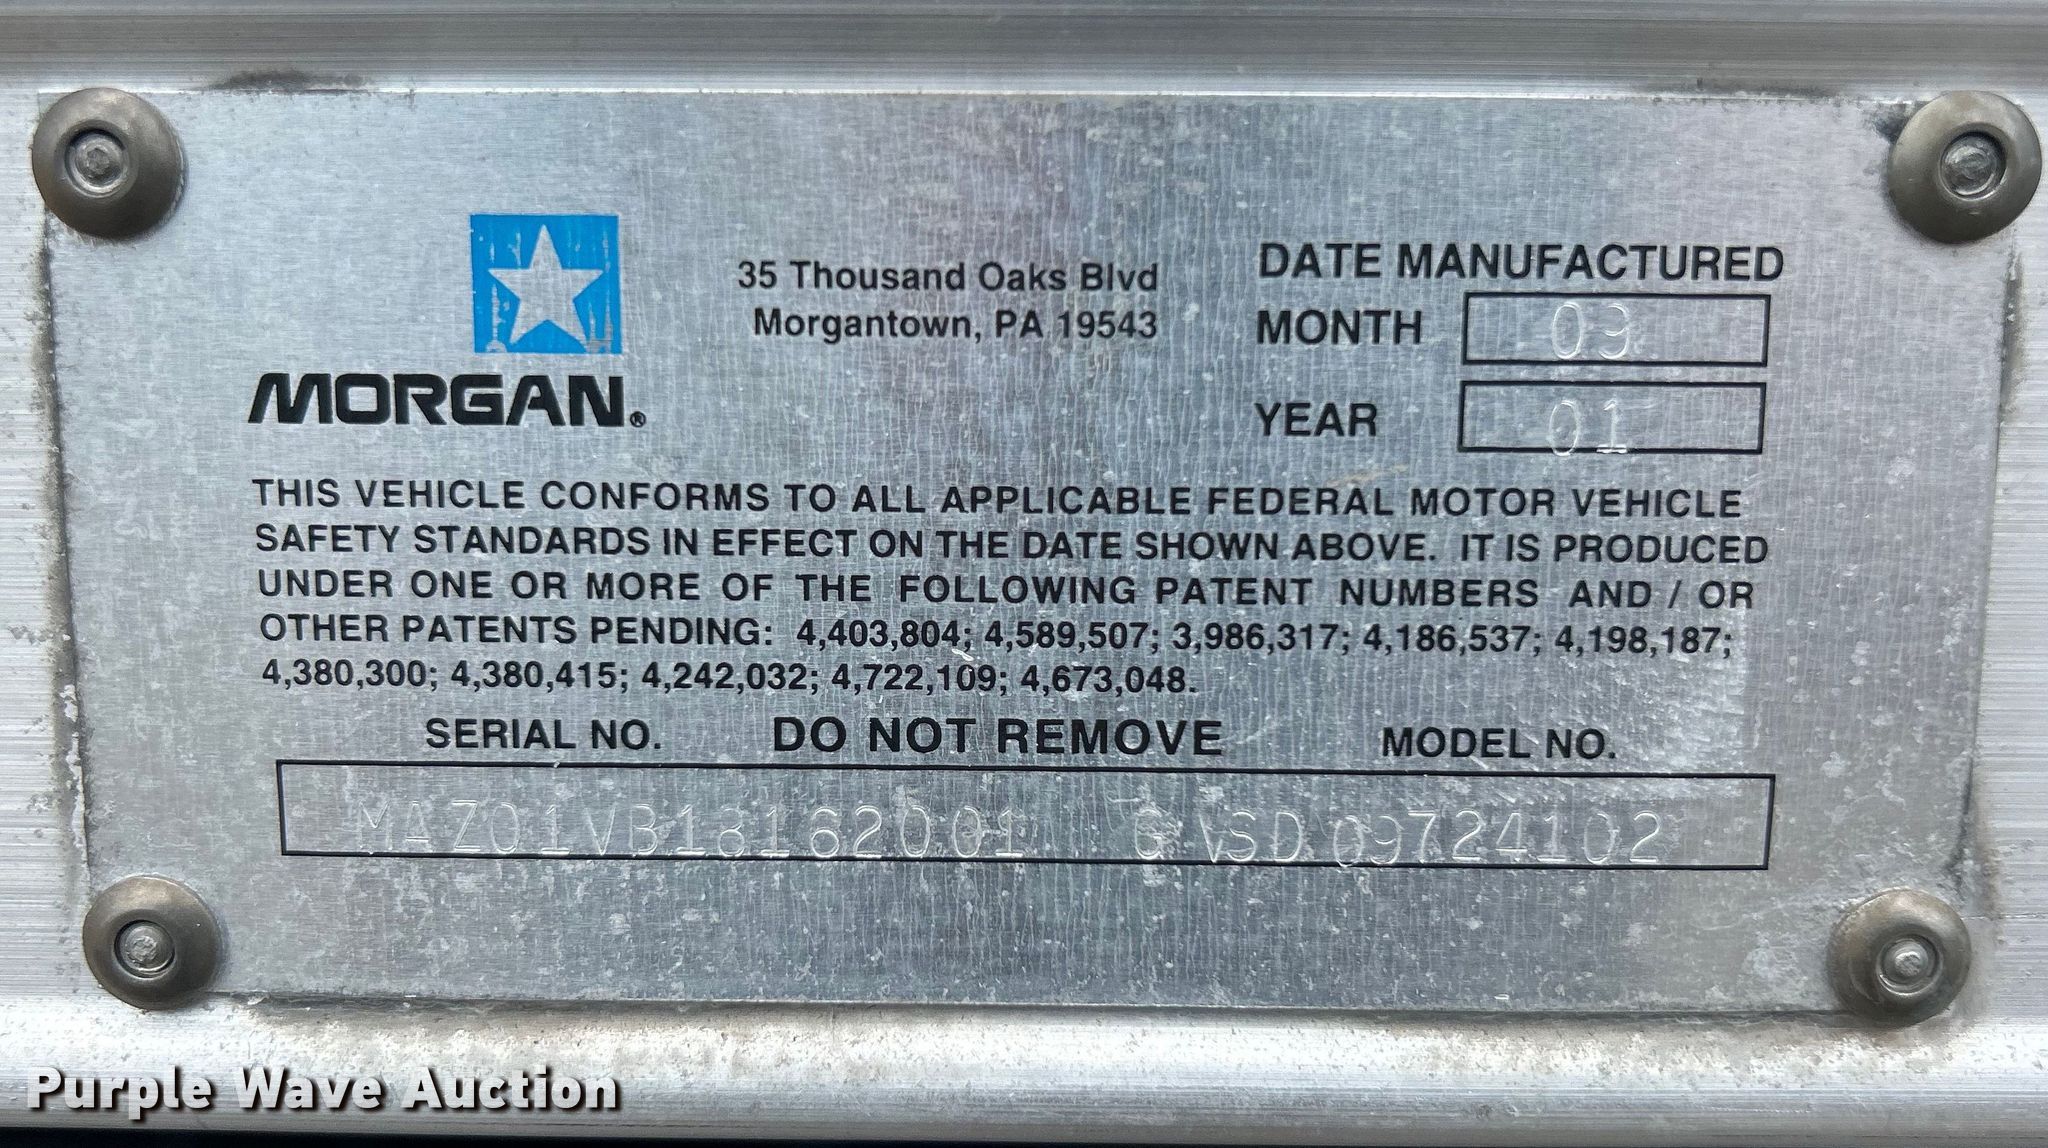 MORGAN®
35 Thousand Oaks Blvd
Morgantown, PA 19543
DATE MANUFACTURED
MONTH 03
YEAR 01
THIS VEHICLE CONFORMS TO ALL APPLICABLE FEDERAL MOTOR VEHICLE
SAFETY STANDARDS IN EFFECT ON THE DATE SHOWN ABOVE. IT IS PRODUCED
UNDER ONE OR MORE OF THE FOLLOWING PATENT NUMBERS AND / OR
OTHER PATENTS PENDING: 4,403,804; 4,589,507; 3,986,317; 4,186,537; 4,198,187;
4,380,300; 4,380,415; 4,242,032; 4,722,109; 4,673,048.
SERIAL NO. DO NOT REMOVE MODEL NO.
MAZ01VB18162001 GVSD09724102
Purple Wave Auction